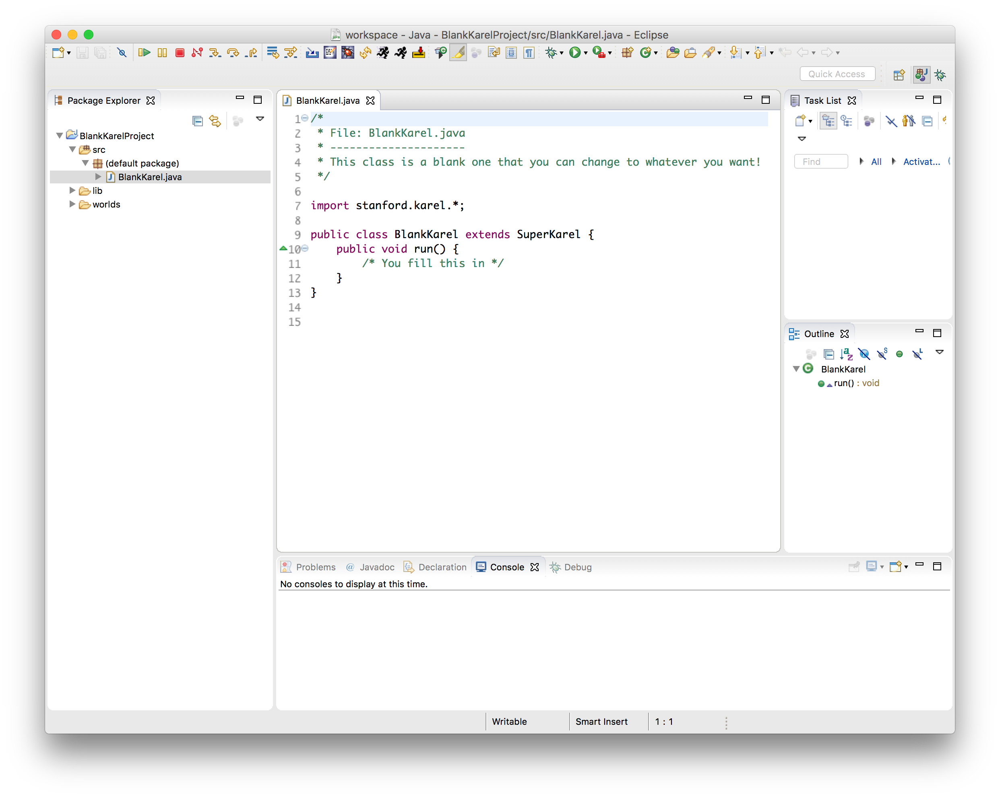 workspace - Java - BlankKarelProject/src/BlankKarel.java - Eclipse
Quick Access
Package Explorer
BlankKarelProject
src
(default package)
BlankKarel.java
lib
worlds
BlankKarel.java
1 /*
2  * File: BlankKarel.java
3  * ---------------------
4  * This class is a blank one that you can change to whatever you want!
5  */
6
7 import stanford.karel.*;
8
9 public class BlankKarel extends SuperKarel {
10     public void run() {
11         /* You fill this in */
12     }
13 }
14
15
Task List
Find
All
Activat...
Outline
BlankKarel
run() : void
Problems
@ Javadoc
Declaration
Console
Debug
No consoles to display at this time.
Writable
Smart Insert
1 : 1